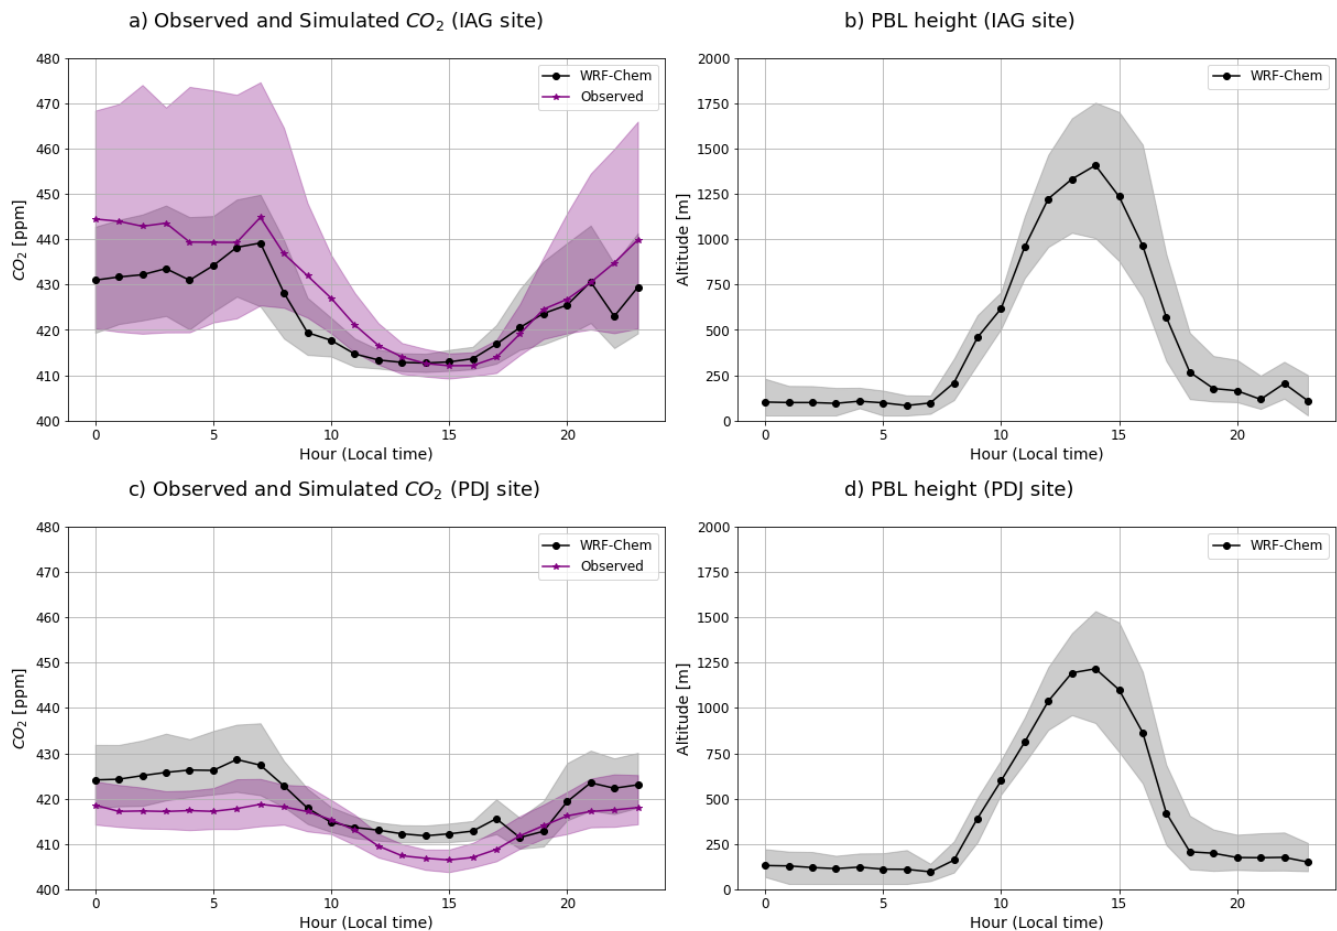 a) Observed and Simulated CO2 (IAG site)
480
470
460
450
440
430
420
410
400
CO2 [ppm]
WRF-Chem
Observed
0 5 10 15 20
Hour (Local time)
b) PBL height (IAG site)
2000
1750
1500
1250
1000
750
500
250
0
Altitude [m]
WRF-Chem
0 5 10 15 20
Hour (Local time)
c) Observed and Simulated CO2 (PDJ site)
480
470
460
450
440
430
420
410
400
CO2 [ppm]
WRF-Chem
Observed
0 5 10 15 20
Hour (Local time)
d) PBL height (PDJ site)
2000
1750
1500
1250
1000
750
500
250
0
Altitude [m]
WRF-Chem
0 5 10 15 20
Hour (Local time)